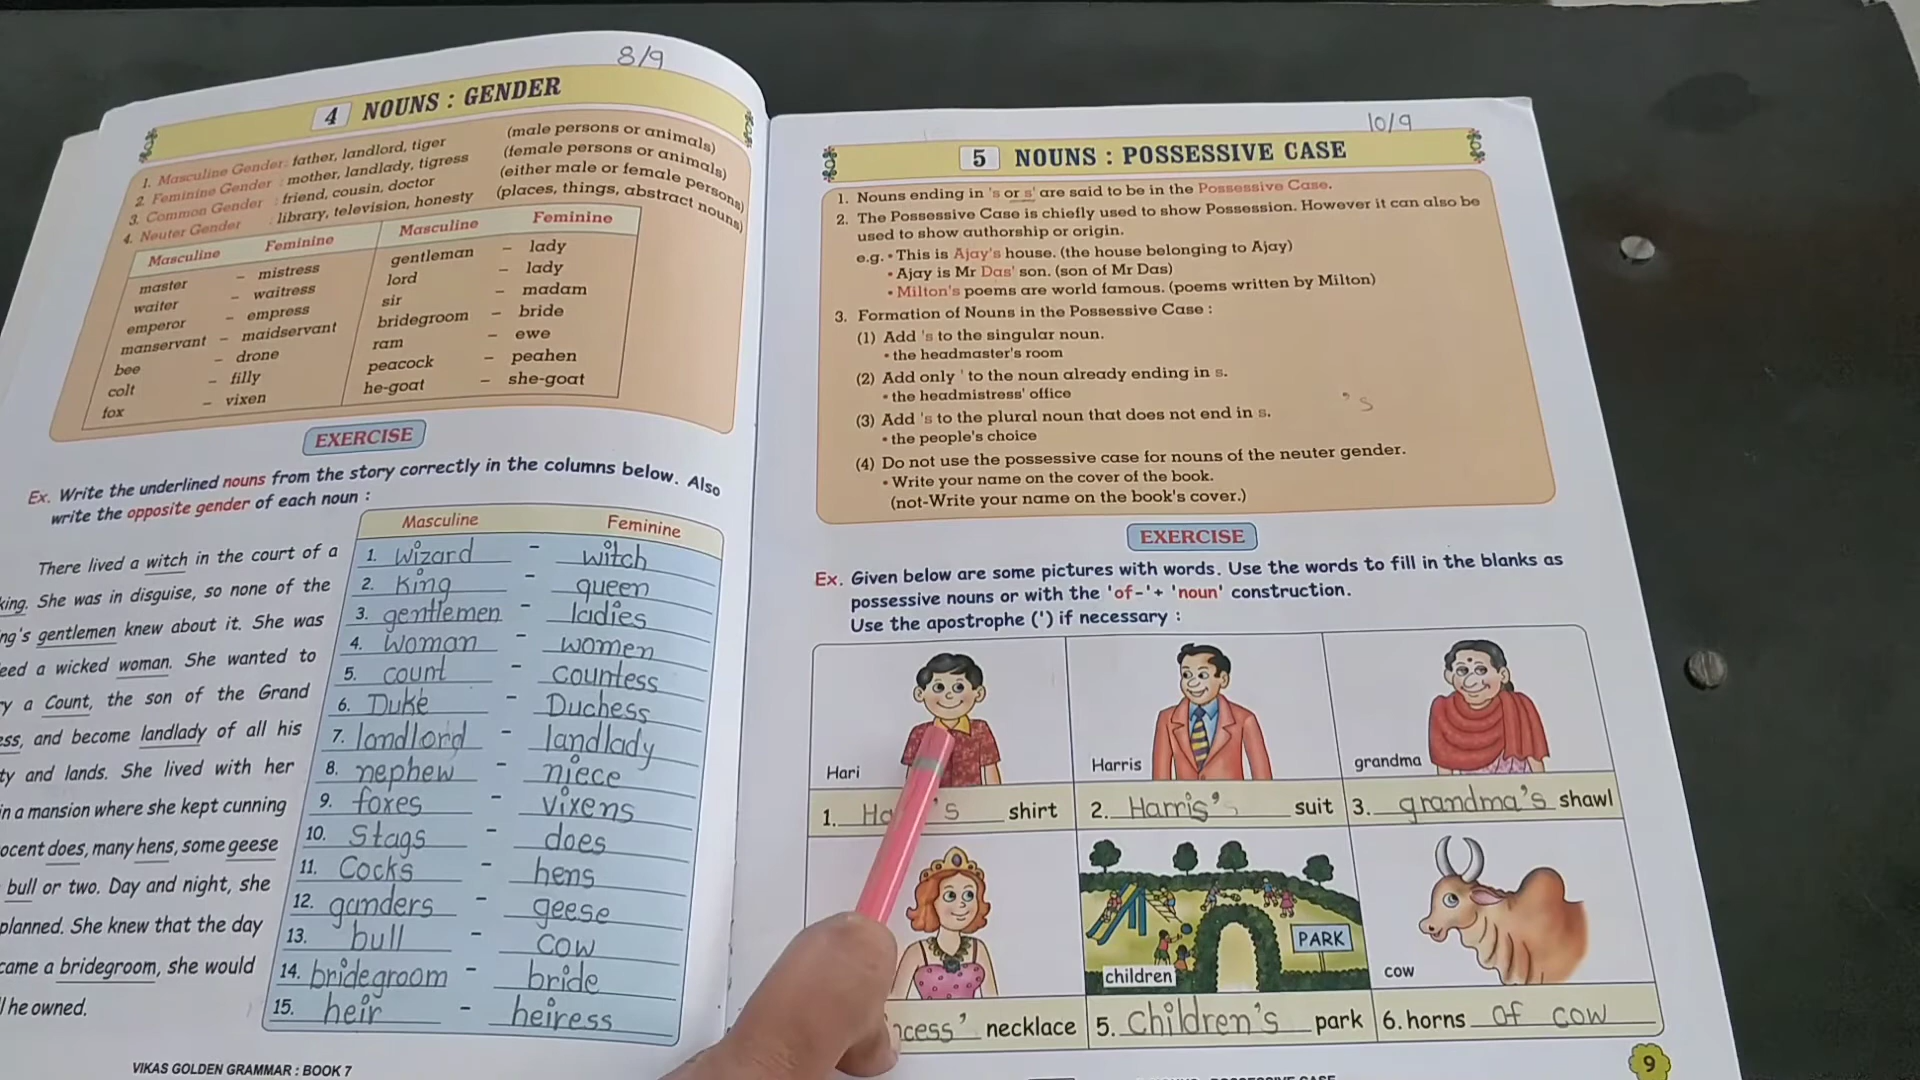 8/9
4 NOUNS : GENDER
1. Masculine Gender: father, landlord, tiger (male persons or animals)
2. Feminine Gender : mother, landlady, tigress (female persons or animals)
3. Common Gender : friend, cousin, doctor (either male or female persons)
4. Neuter Gender : library, television, honesty (places, things, abstract nouns)
Masculine Feminine Masculine Feminine
master - mistress gentleman - lady
waiter - waitress lord - lady
emperor - empress sir - madam
manservant - maidservant bridegroom - bride
bee - drone ram - ewe
colt - filly peacock - peahen
fox - vixen he-goat - she-goat
EXERCISE
Ex. Write the underlined nouns from the story correctly in the columns below. Also
write the opposite gender of each noun :
There lived a witch in the court of a
king. She was in disguise, so none of the
gentlemen knew about it. She was
a wicked woman. She wanted to
a Count, the son of the Grand
and become landlady of all his
and lands. She lived with her
in a mansion where she kept cunning
does, many hens, some geese
bull or two. Day and night, she
planned. She knew that the day
came a bridegroom, she would
he owned.
Masculine Feminine
1. wizard - witch
2. King - queen
3. gentlemen - ladies
4. woman - women
5. count - countess
6. Duke - Duchess
7. landlord - landlady
8. nephew - niece
9. foxes - vixens
10. Stags - does
11. Cocks - hens
12. ganders - geese
13. bull - cow
14. bridegroom - bride
15. heir - heiress
VIKAS GOLDEN GRAMMAR : BOOK 7
10/9
5 NOUNS : POSSESSIVE CASE
1. Nouns ending in 's or s' are said to be in the Possessive Case.
2. The Possessive Case is chiefly used to show Possession. However it can also be
used to show authorship or origin.
e.g. • This is Ajay's house. (the house belonging to Ajay)
• Ajay is Mr Das' son. (son of Mr Das)
• Milton's poems are world famous. (poems written by Milton)
3. Formation of Nouns in the Possessive Case :
(1) Add 's to the singular noun.
• the headmaster's room
(2) Add only ' to the noun already ending in s.
• the headmistress' office
's
(3) Add 's to the plural noun that does not end in s.
• the people's choice
(4) Do not use the possessive case for nouns of the neuter gender.
• Write your name on the cover of the book.
(not-Write your name on the book's cover.)
EXERCISE
Ex. Given below are some pictures with words. Use the words to fill in the blanks as
possessive nouns or with the 'of-'+ 'noun' construction.
Use the apostrophe (') if necessary :
Hari Harris grandma
1. 's shirt 2. Harris' suit 3. grandma's shawl
PARK
children cow
necklace 5. children's park 6. horns of cow
9